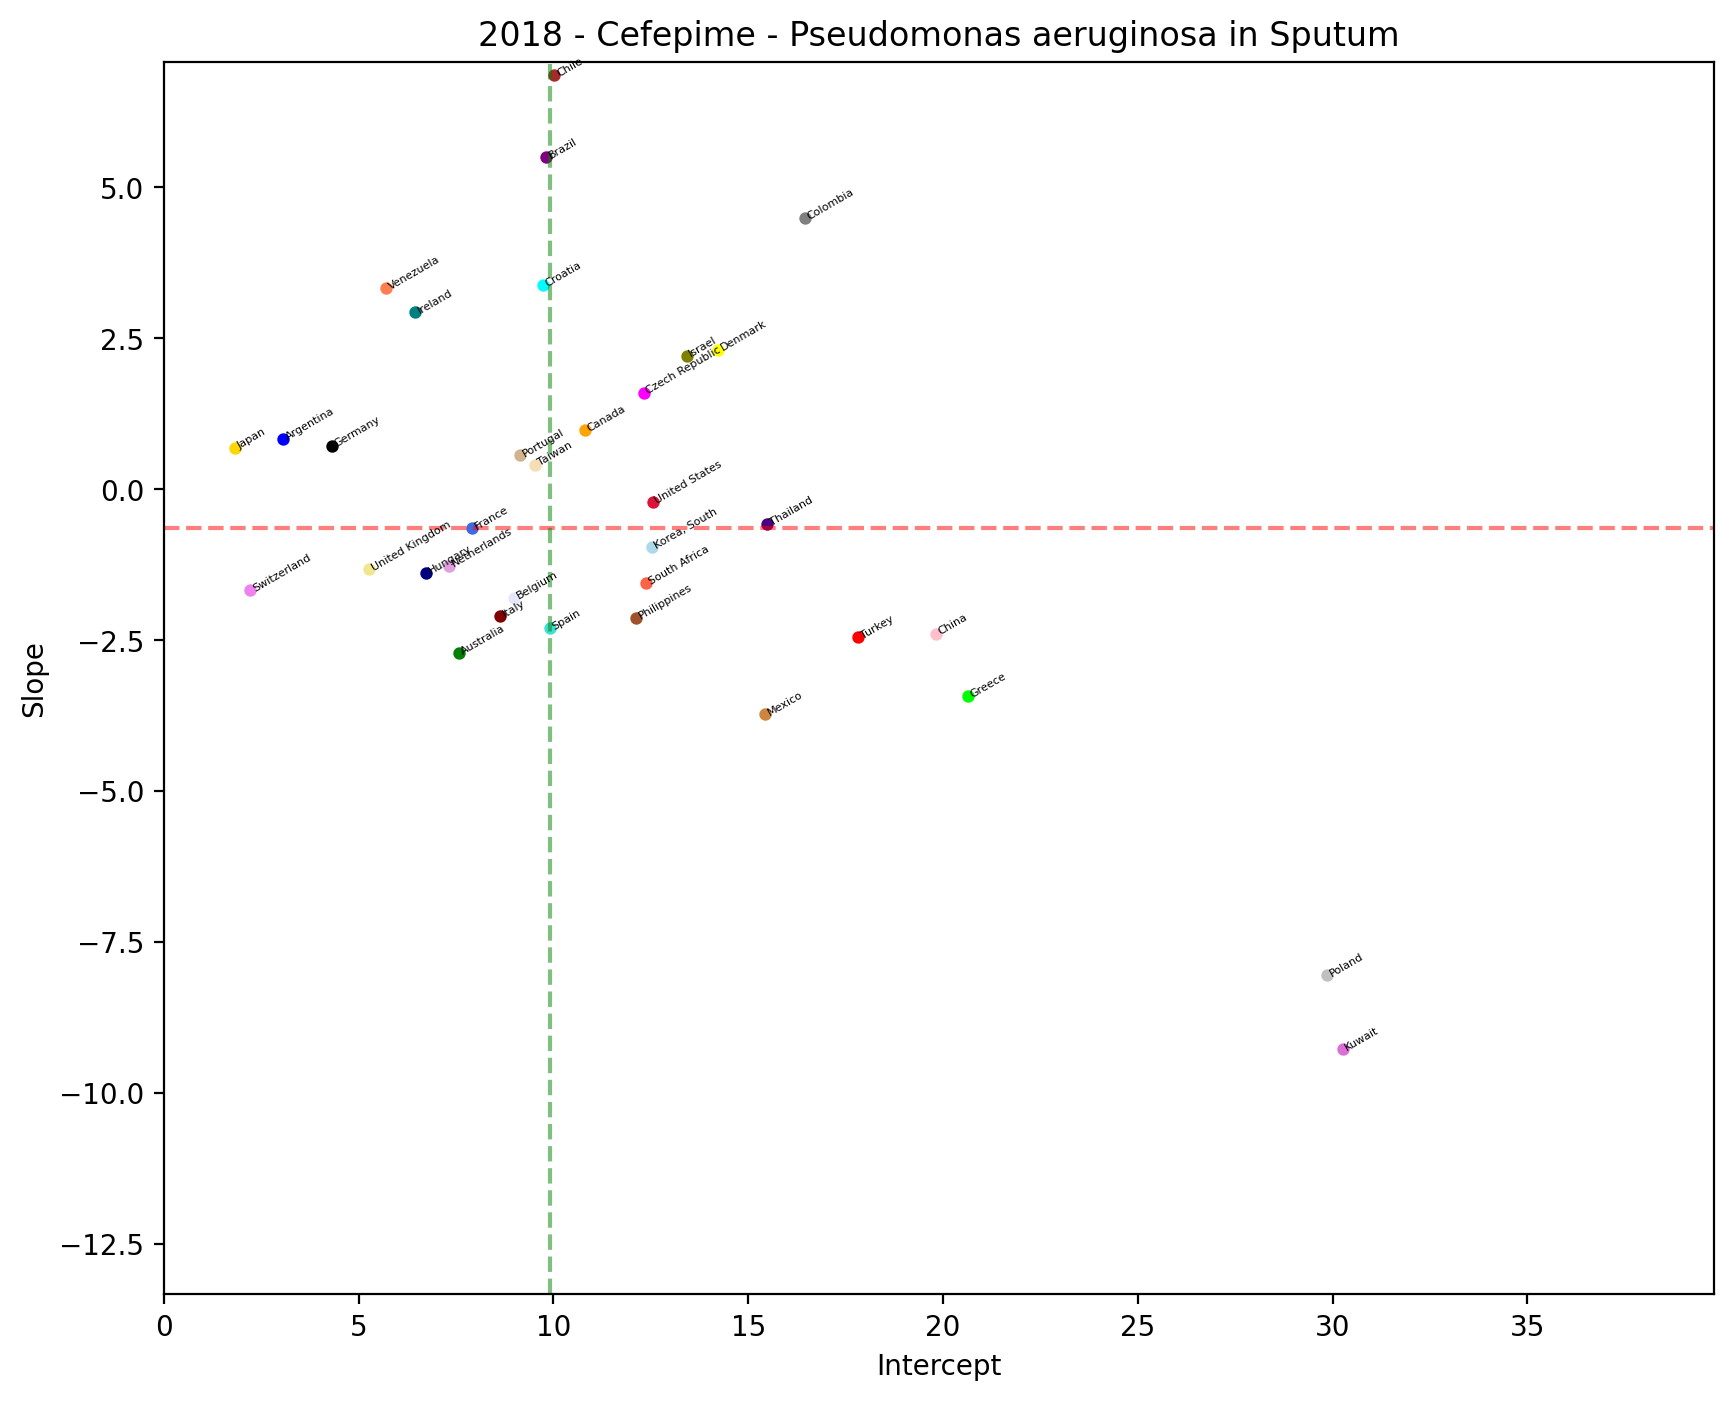 2018 - Cefepime - Pseudomonas aeruginosa in Sputum
Chile
Brazil
Colombia
Venezuela
Croatia
Ireland
Israel
Denmark
Czech Republic
Canada
Japan
Argentina
Germany
Portugal
Taiwan
United States
Thailand
France
Korea, South
United Kingdom
Hungary
Netherlands
Switzerland
South Africa
Belgium
Italy
Philippines
Spain
Australia
Turkey
China
Greece
Mexico
Poland
Kuwait
5.0
2.5
0.0
−2.5
−5.0
−7.5
−10.0
−12.5
Slope
0 5 10 15 20 25 30 35
Intercept